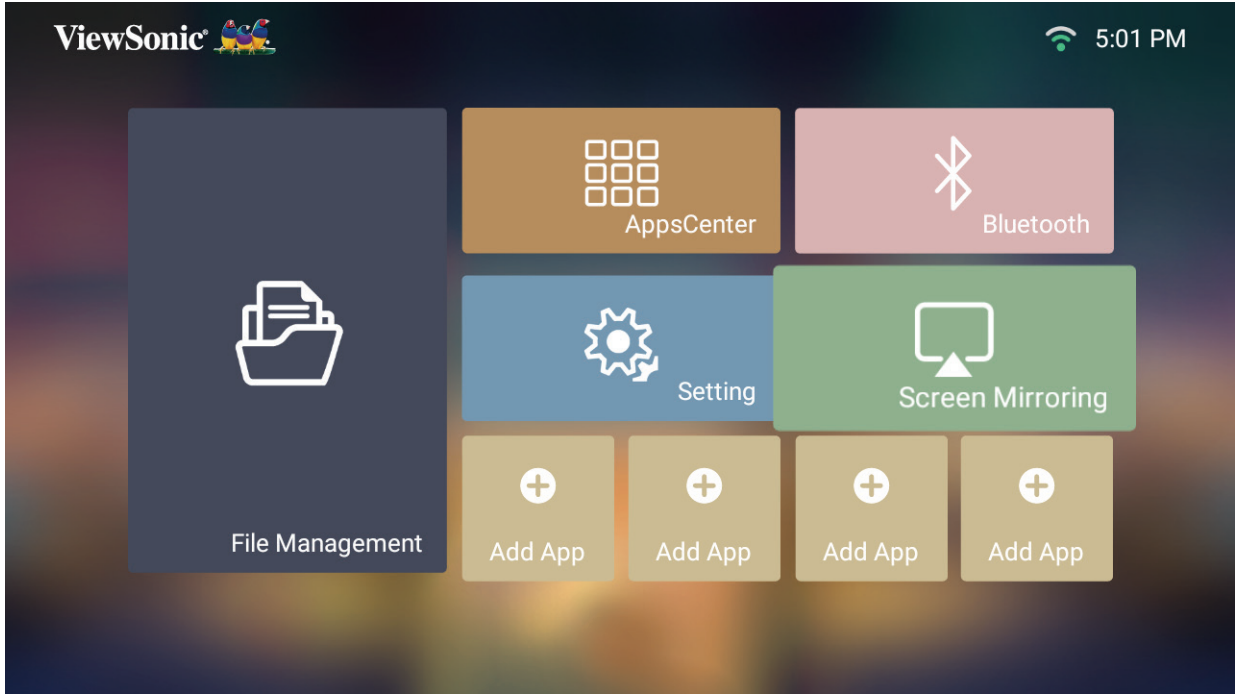 ViewSonic®
5:01 PM
AppsCenter
Bluetooth
Setting
Screen Mirroring
File Management
Add App
Add App
Add App
Add App